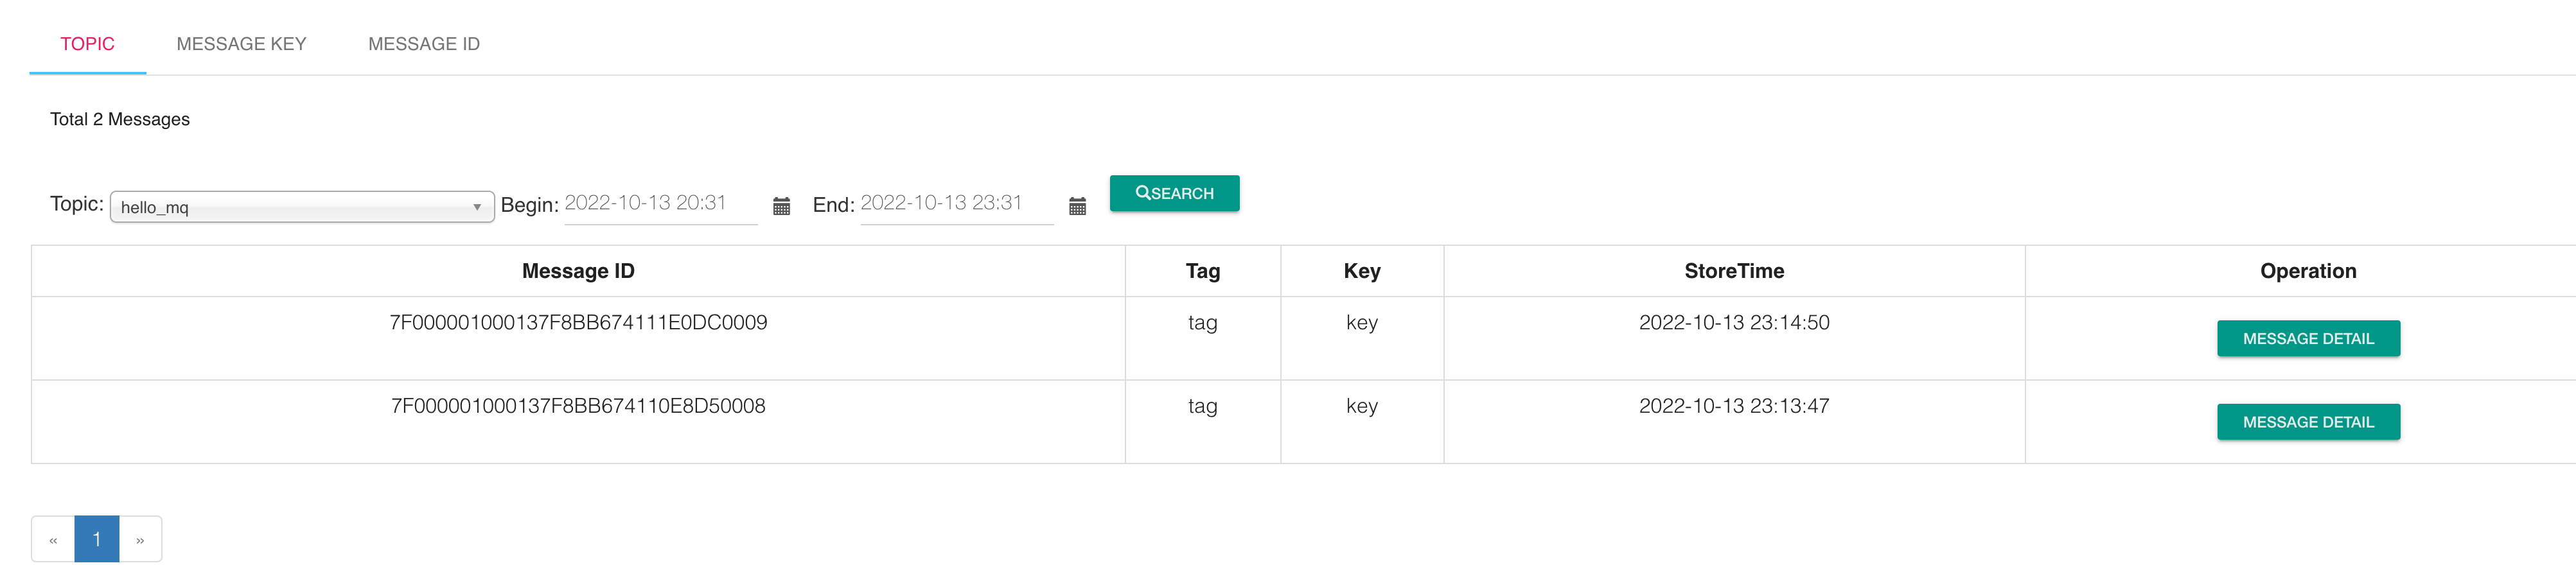 TOPIC MESSAGE KEY MESSAGE ID
Total 2 Messages
Topic: hello_mq Begin: 2022-10-13 20:31 End: 2022-10-13 23:31 SEARCH
Message ID Tag Key StoreTime Operation
7F000001000137F8BB674111E0DC0009 tag key 2022-10-13 23:14:50 MESSAGE DETAIL
7F000001000137F8BB674110E8D50008 tag key 2022-10-13 23:13:47 MESSAGE DETAIL
« 1 »